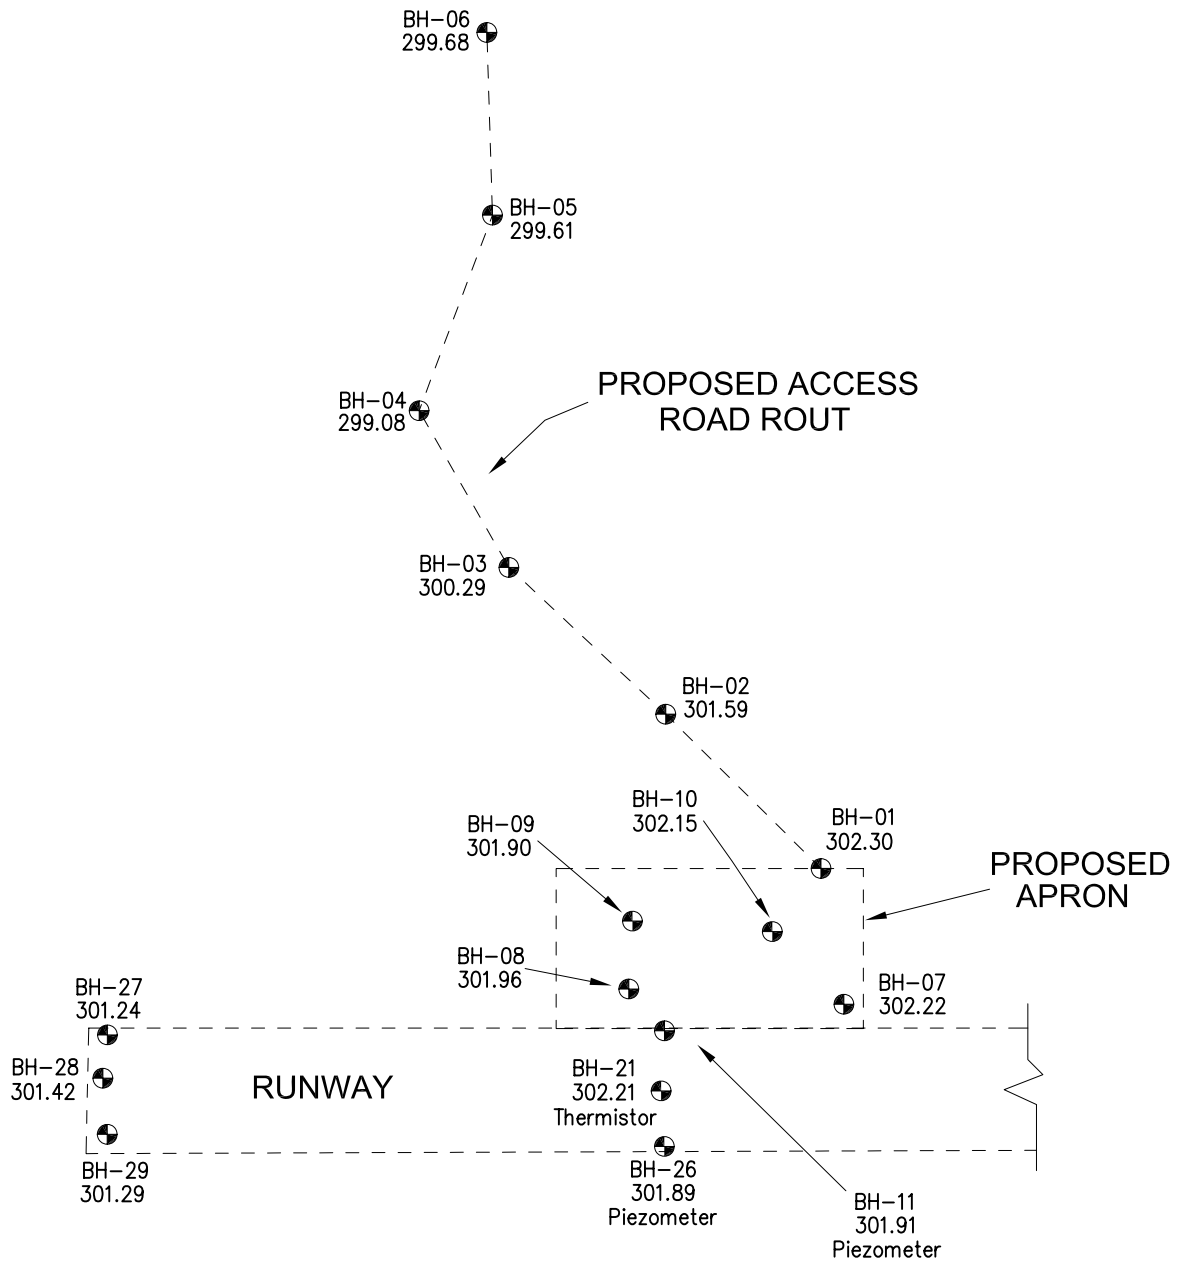 BH-06
299.68
BH-05
299.61
PROPOSED ACCESS
ROAD ROUT
BH-04
299.08
BH-03
300.29
BH-02
301.59
BH-10
302.15
BH-01
302.30
BH-09
301.90
PROPOSED
APRON
BH-08
301.96
BH-07
302.22
BH-27
301.24
BH-28
301.42
RUNWAY
BH-21
302.21
Thermistor
BH-29
301.29
BH-26
301.89
Piezometer
BH-11
301.91
Piezometer